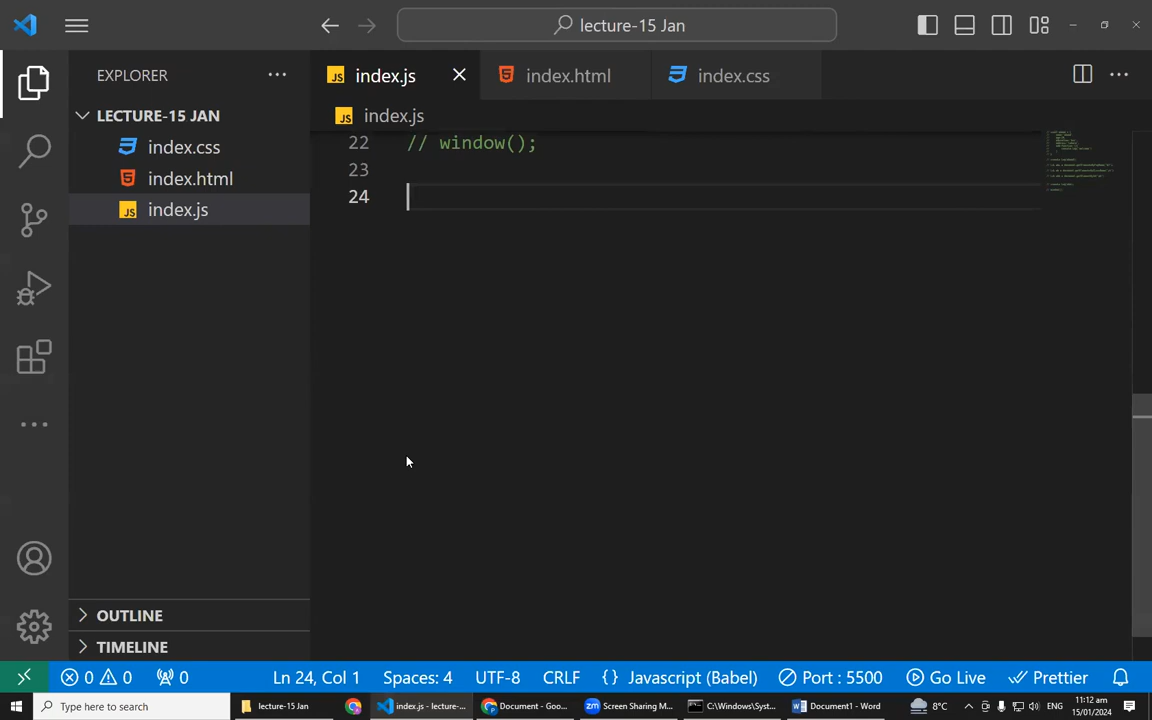 lecture-15 Jan
EXPLORER
index.js
index.html
index.css
LECTURE-15 JAN
index.js
index.css
index.html
index.js
22 // window();
23
24
OUTLINE
TIMELINE
0 0 0 Ln 24, Col 1 Spaces: 4 UTF-8 CRLF {} Javascript (Babel) Port : 5500 Go Live Prettier
Type here to search lecture-15 Jan index.js - lecture-... Document - Goo... Screen Sharing M... C:\Windows\Syst... Document1 - Word 8°C ENG 11:12 am
15/01/2024